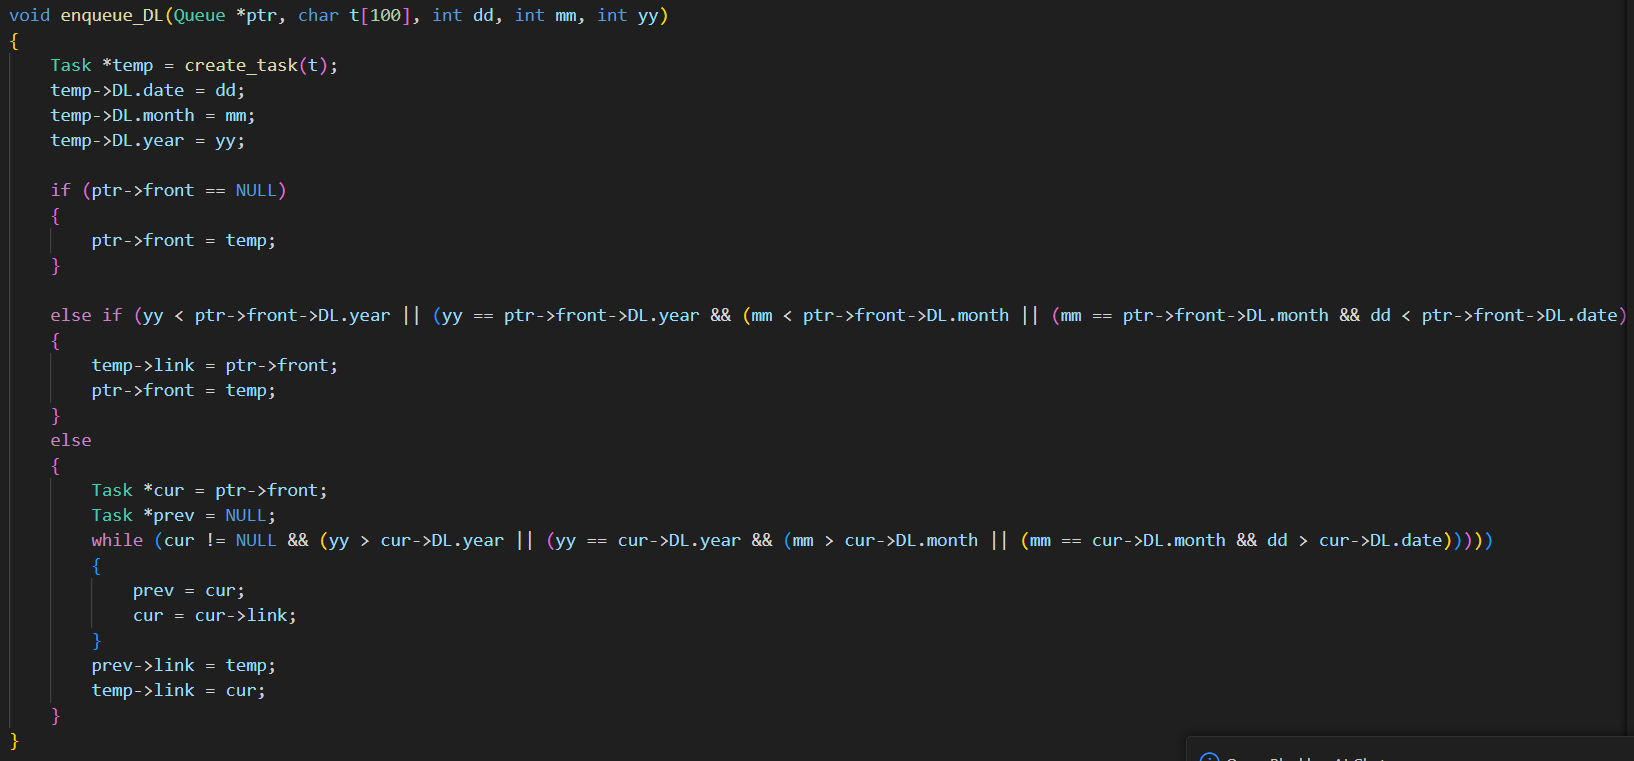 void enqueue_DL(Queue *ptr, char t[100], int dd, int mm, int yy)
{
    Task *temp = create_task(t);
    temp->DL.date = dd;
    temp->DL.month = mm;
    temp->DL.year = yy;

    if (ptr->front == NULL)
    {
        ptr->front = temp;
    }

    else if (yy < ptr->front->DL.year || (yy == ptr->front->DL.year && (mm < ptr->front->DL.month || (mm == ptr->front->DL.month && dd < ptr->front->DL.date)
    {
        temp->link = ptr->front;
        ptr->front = temp;
    }
    else
    {
        Task *cur = ptr->front;
        Task *prev = NULL;
        while (cur != NULL && (yy > cur->DL.year || (yy == cur->DL.year && (mm > cur->DL.month || (mm == cur->DL.month && dd > cur->DL.date)))))
        {
            prev = cur;
            cur = cur->link;
        }
        prev->link = temp;
        temp->link = cur;
    }
}